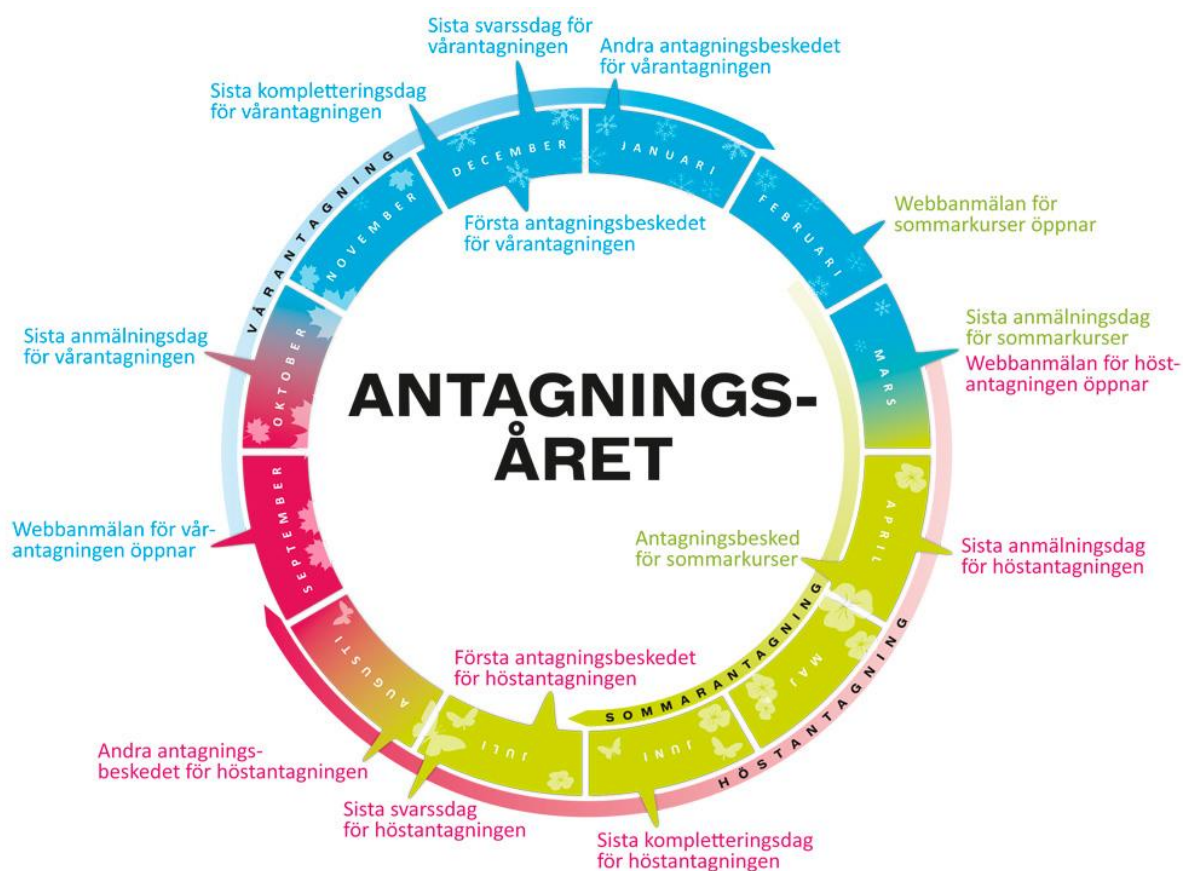 Sista svarssdag för
vårantagningen
Andra antagningsbeskedet
för vårantagningen
Sista kompletteringsdag
för vårantagningen
DECEMBER
JANUARI
VÅRANTAGNING
NOVEMBER
FEBRUARI
Första antagningsbeskedet
för vårantagningen
Webbanmälan för
sommarkurser öppnar
Sista anmälningsdag
för vårantagningen
OKTOBER
MARS
Sista anmälningsdag
för sommarkurser
Webbanmälan för höst-
antagningen öppnar
ANTAGNINGS-
ÅRET
Webbanmälan för vår-
antagningen öppnar
SEPTEMBER
APRIL
Antagningsbesked
för sommarkurser
Sista anmälningsdag
för höstantagningen
AUGUSTI
MAJ
Första antagningsbeskedet
för höstantagningen
SOMMARANTAGNING
HÖSTANTAGNING
JULI
JUNI
Andra antagnings-
beskedet för höstantagningen
Sista svarssdag
för höstantagningen
Sista kompletteringsdag
för höstantagningen